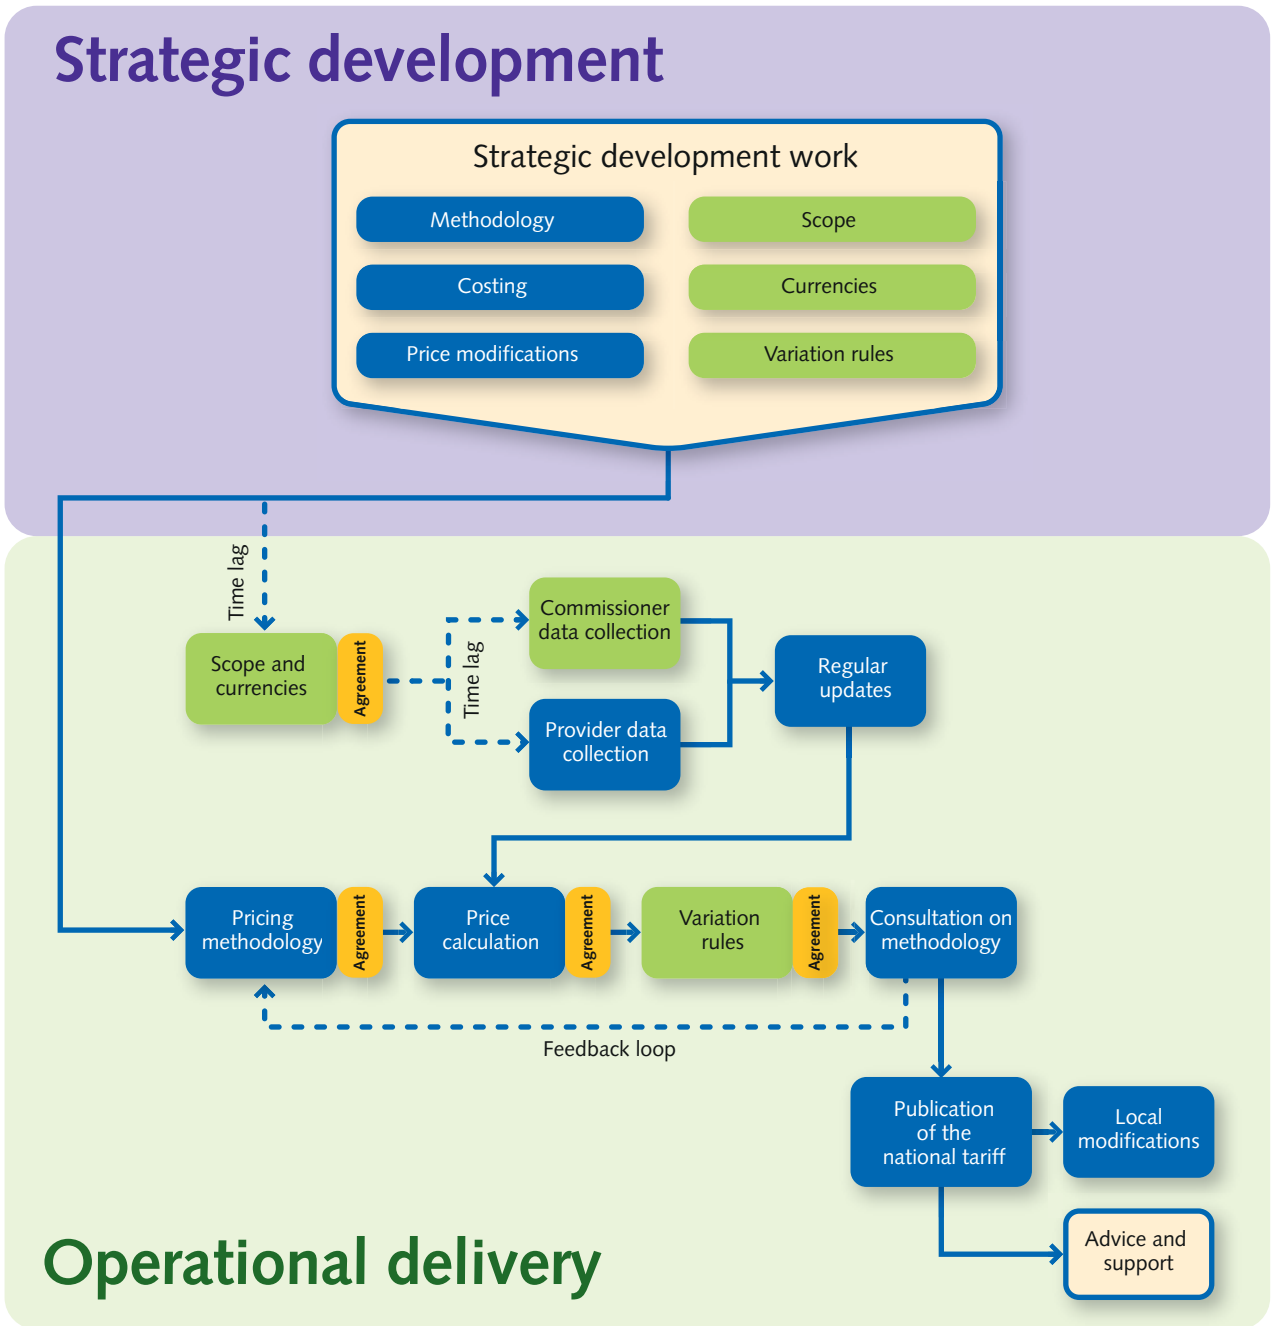 Strategic development
Strategic development work
Methodology
Scope
Costing
Currencies
Price modifications
Variation rules
Time lag
Scope and
currencies
Agreement
Time lag
Commissioner
data collection
Provider data
collection
Regular
updates
Pricing
methodology
Agreement
Price
calculation
Agreement
Variation
rules
Agreement
Consultation on
methodology
Feedback loop
Publication
of the
national tariff
Local
modifications
Advice and
support
Operational delivery